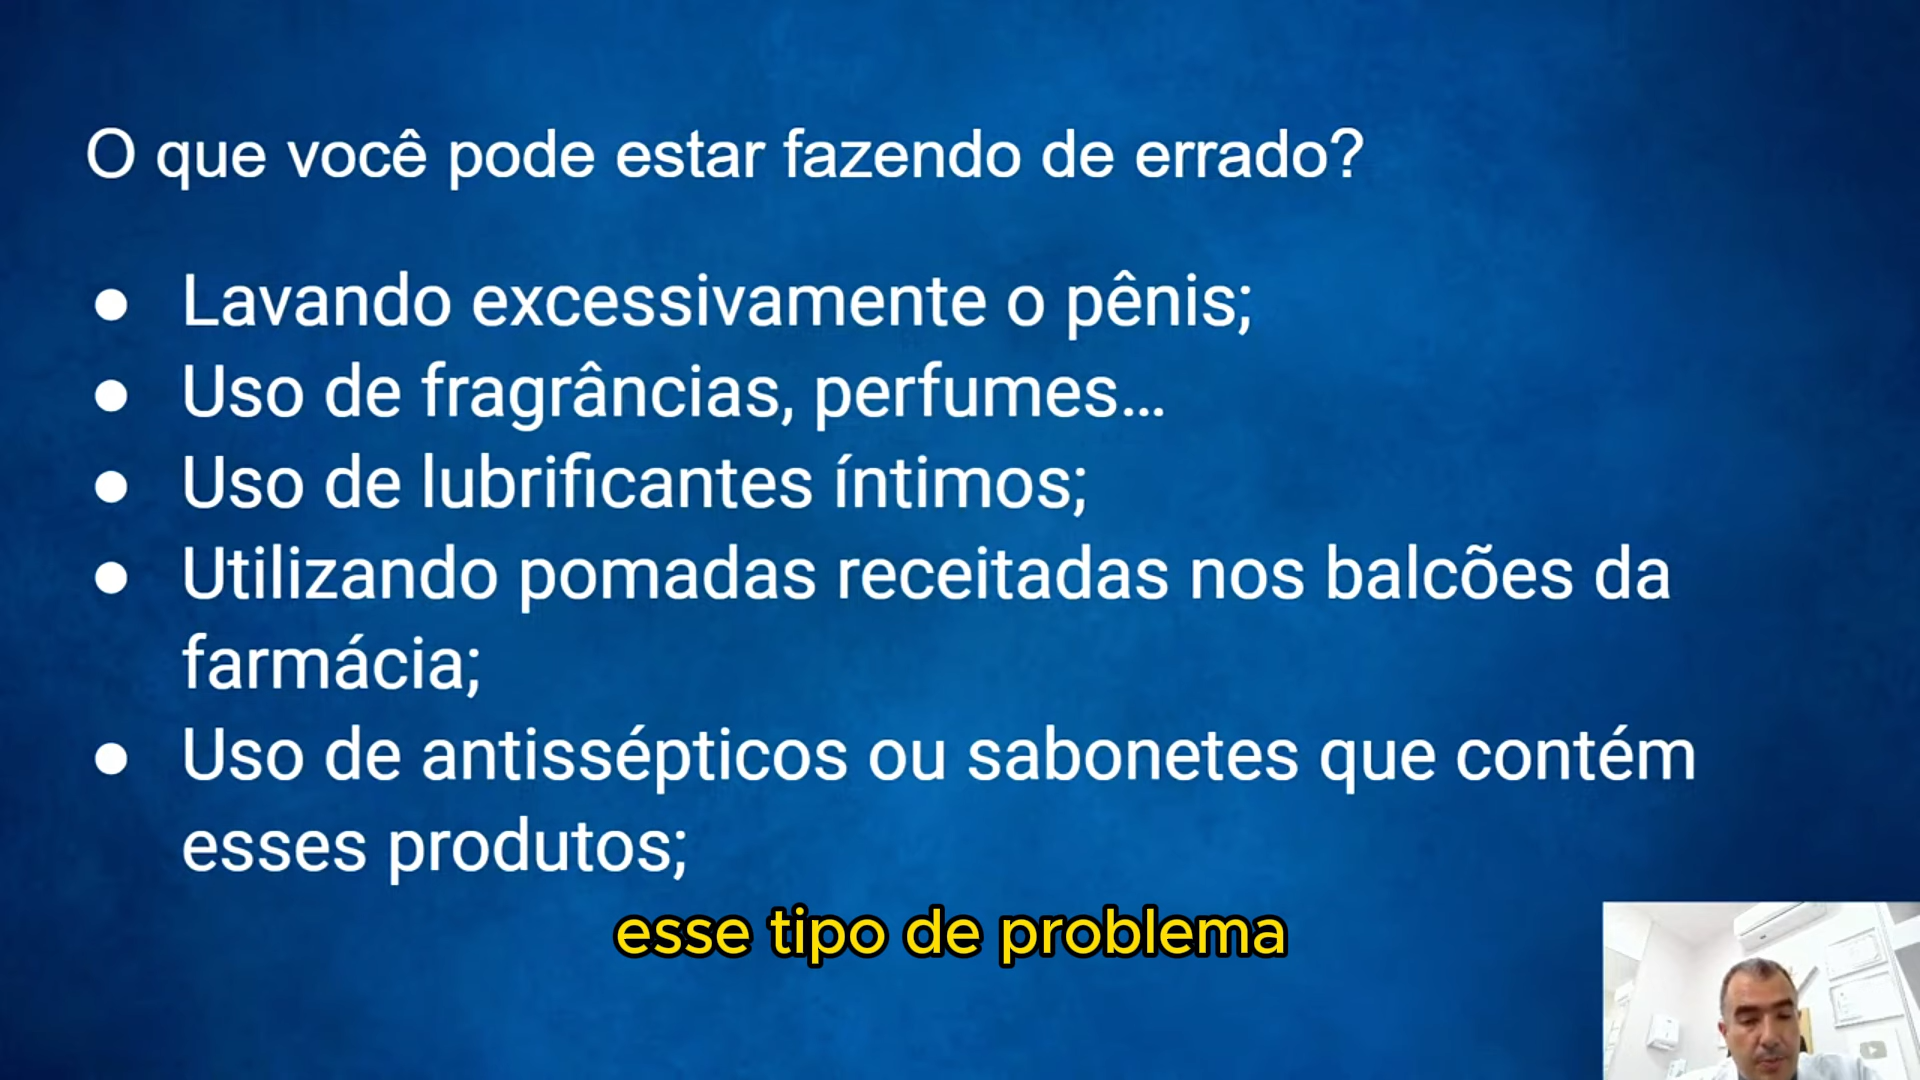 O que você pode estar fazendo de errado?
● Lavando excessivamente o pênis;
● Uso de fragrâncias, perfumes...
● Uso de lubrificantes íntimos;
● Utilizando pomadas receitadas nos balcões da
farmácia;
● Uso de antissépticos ou sabonetes que contém
esses produtos;
esse tipo de problema